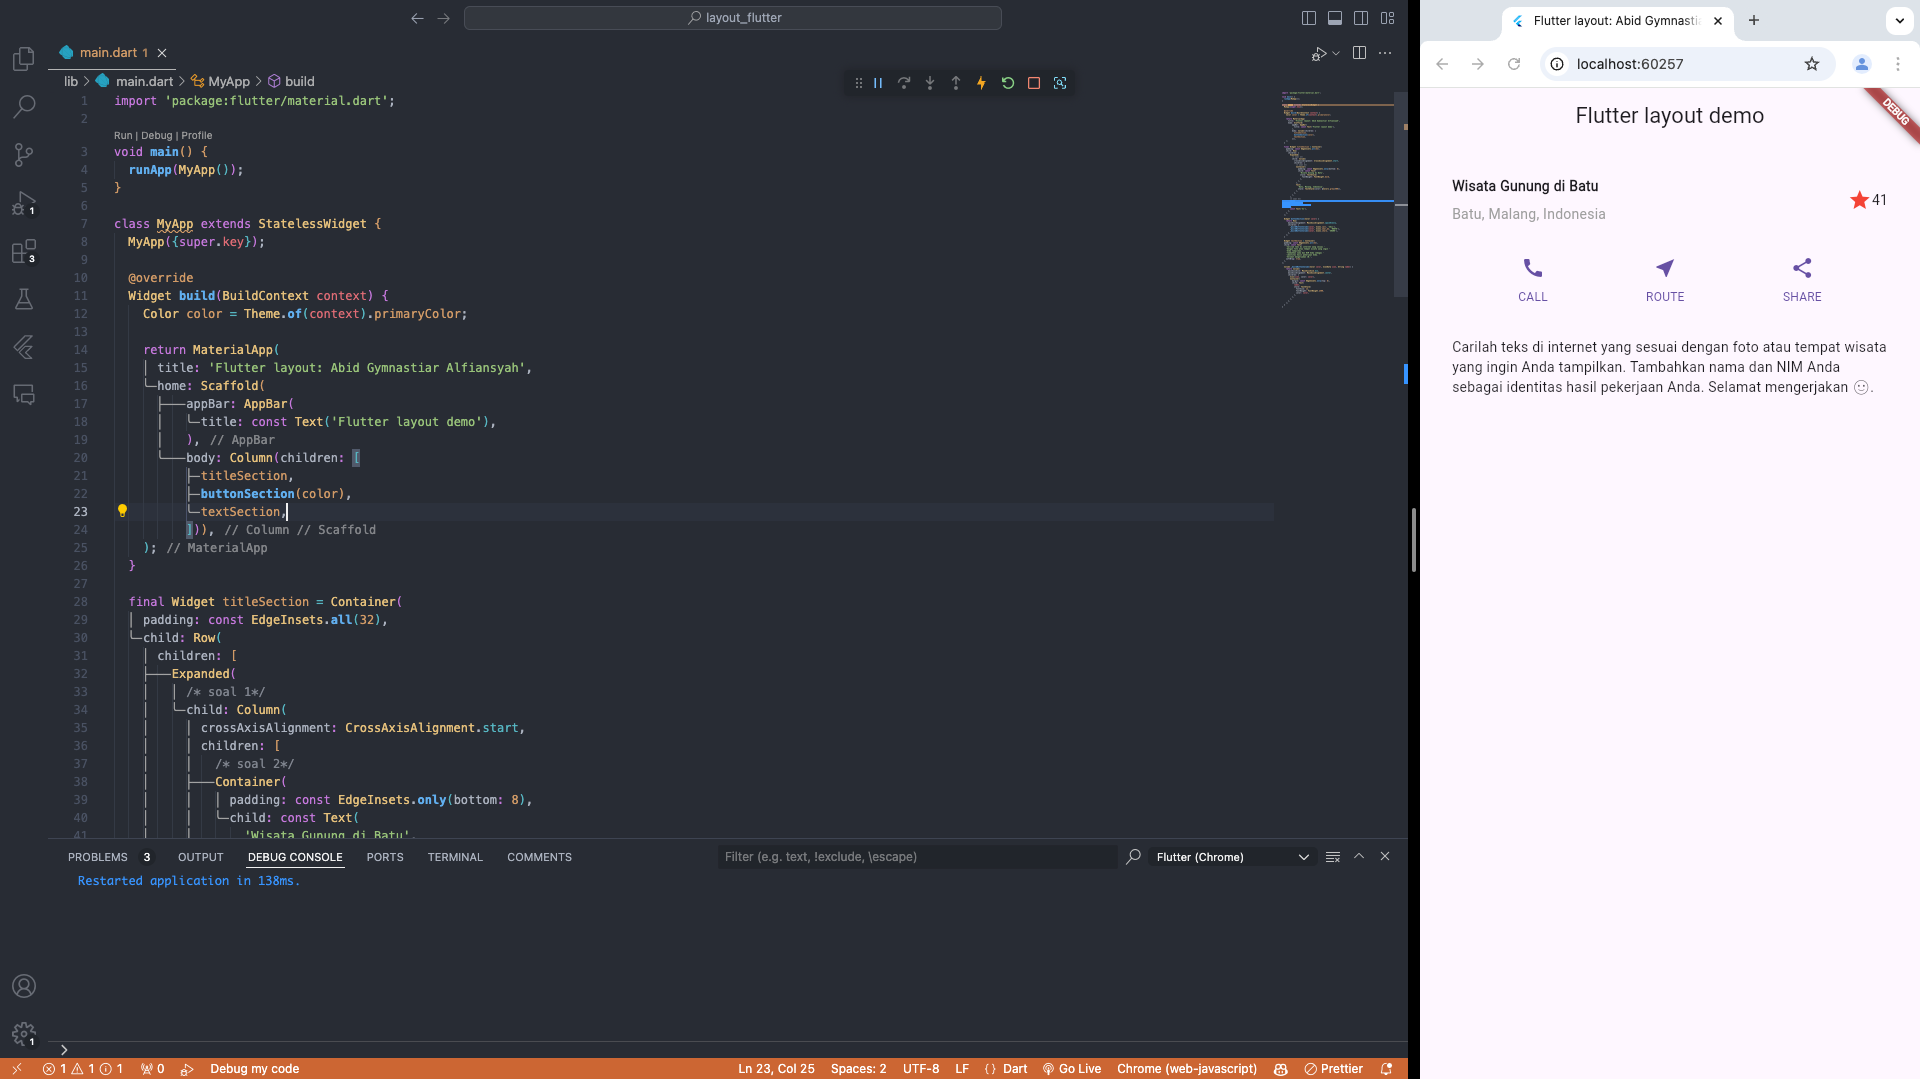 layout_flutter
main.dart 1
lib > main.dart > MyApp > build
1 import 'package:flutter/material.dart';
2
Run | Debug | Profile
3 void main() {
4 runApp(MyApp());
5 }
6
7 class MyApp extends StatelessWidget {
8 MyApp({super.key});
9
10 @override
11 Widget build(BuildContext context) {
12 Color color = Theme.of(context).primaryColor;
13
14 return MaterialApp(
15 title: 'Flutter layout: Abid Gymnastiar Alfiansyah',
16 home: Scaffold(
17 appBar: AppBar(
18 title: const Text('Flutter layout demo'),
19 ), // AppBar
20 body: Column(children: [
21 titleSection,
22 buttonSection(color),
23 textSection,
24 ])), // Column // Scaffold
25 ); // MaterialApp
26 }
27
28 final Widget titleSection = Container(
29 padding: const EdgeInsets.all(32),
30 child: Row(
31 children: [
32 Expanded(
33 /* soal 1*/
34 child: Column(
35 crossAxisAlignment: CrossAxisAlignment.start,
36 children: [
37 /* soal 2*/
38 Container(
39 padding: const EdgeInsets.only(bottom: 8),
40 child: const Text(
41 'Wisata Gunung di Batu',
1
3
1
PROBLEMS 3 OUTPUT DEBUG CONSOLE PORTS TERMINAL COMMENTS
Filter (e.g. text, !exclude, \escape)
Flutter (Chrome)
Restarted application in 138ms.
1 1 1 0 Debug my code
Ln 23, Col 25 Spaces: 2 UTF-8 LF {} Dart Go Live Chrome (web-javascript) Prettier
Flutter layout: Abid Gymnasti
localhost:60257
DEBUG
Flutter layout demo
Wisata Gunung di Batu
Batu, Malang, Indonesia
41
CALL ROUTE SHARE
Carilah teks di internet yang sesuai dengan foto atau tempat wisata
yang ingin Anda tampilkan. Tambahkan nama dan NIM Anda
sebagai identitas hasil pekerjaan Anda. Selamat mengerjakan 🙂.